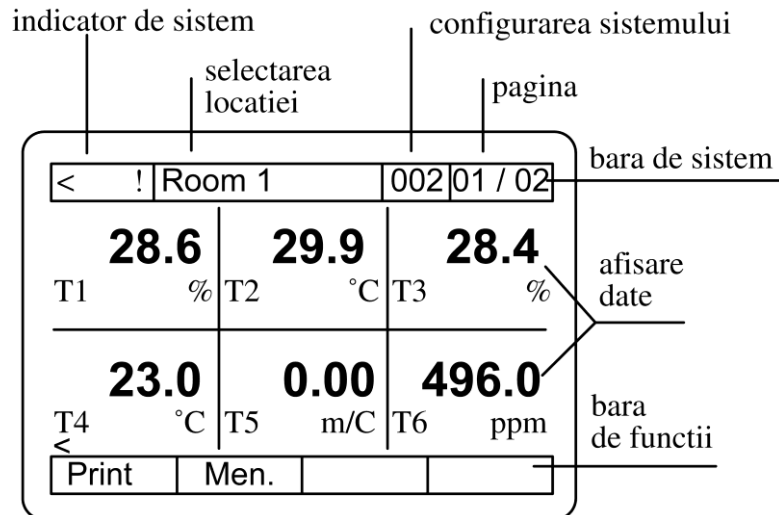 indicator de sistem
configurarea sistemului
selectarea
locatiei
pagina
bara de sistem
< ! Room 1 002 01 / 02
28.6 29.9 28.4
T1 % T2 °C T3 %
afisare
date
23.0 0.00 496.0
T4 °C T5 m/C T6 ppm
<
bara
de functii
Print Men.